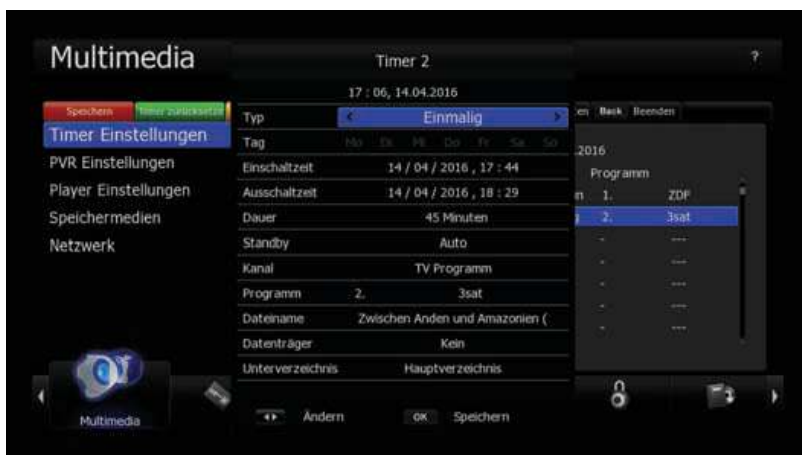 Multimedia
Timer 2
?
17 : 06, 14.04.2016
Speichern Timer zurücksetze
en Back Beenden
Timer Einstellungen
PVR Einstellungen
Player Einstellungen
Speichermedien
Netzwerk
Typ Einmalig
Tag Mo Di Mi Do Fr Sa So
Einschaltzeit 14 / 04 / 2016 , 17 : 44
Ausschaltzeit 14 / 04 / 2016 , 18 : 29
Dauer 45 Minuten
Standby Auto
Kanal TV Programm
Programm 2. 3sat
Dateiname Zwischen Anden und Amazonien (
Datenträger Kein
Unterverzeichnis Hauptverzeichnis
.2016
Programm
n 1. ZDF
g 2. 3sat
- ---
- ---
- ---
- ---
Multimedia
Ändern OK Speichern